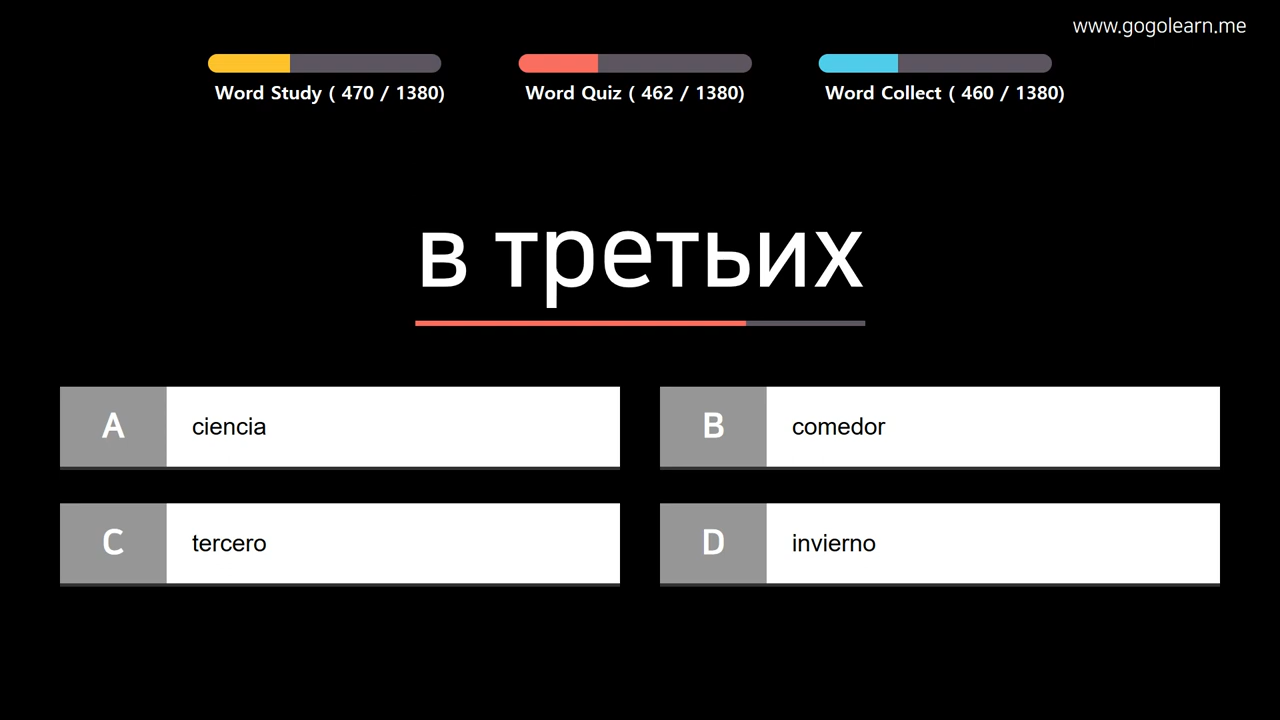 www.gogolearn.me
Word Study ( 470 / 1380)
Word Quiz ( 462 / 1380)
Word Collect ( 460 / 1380)
в третьих
A
ciencia
B
comedor
C
tercero
D
invierno